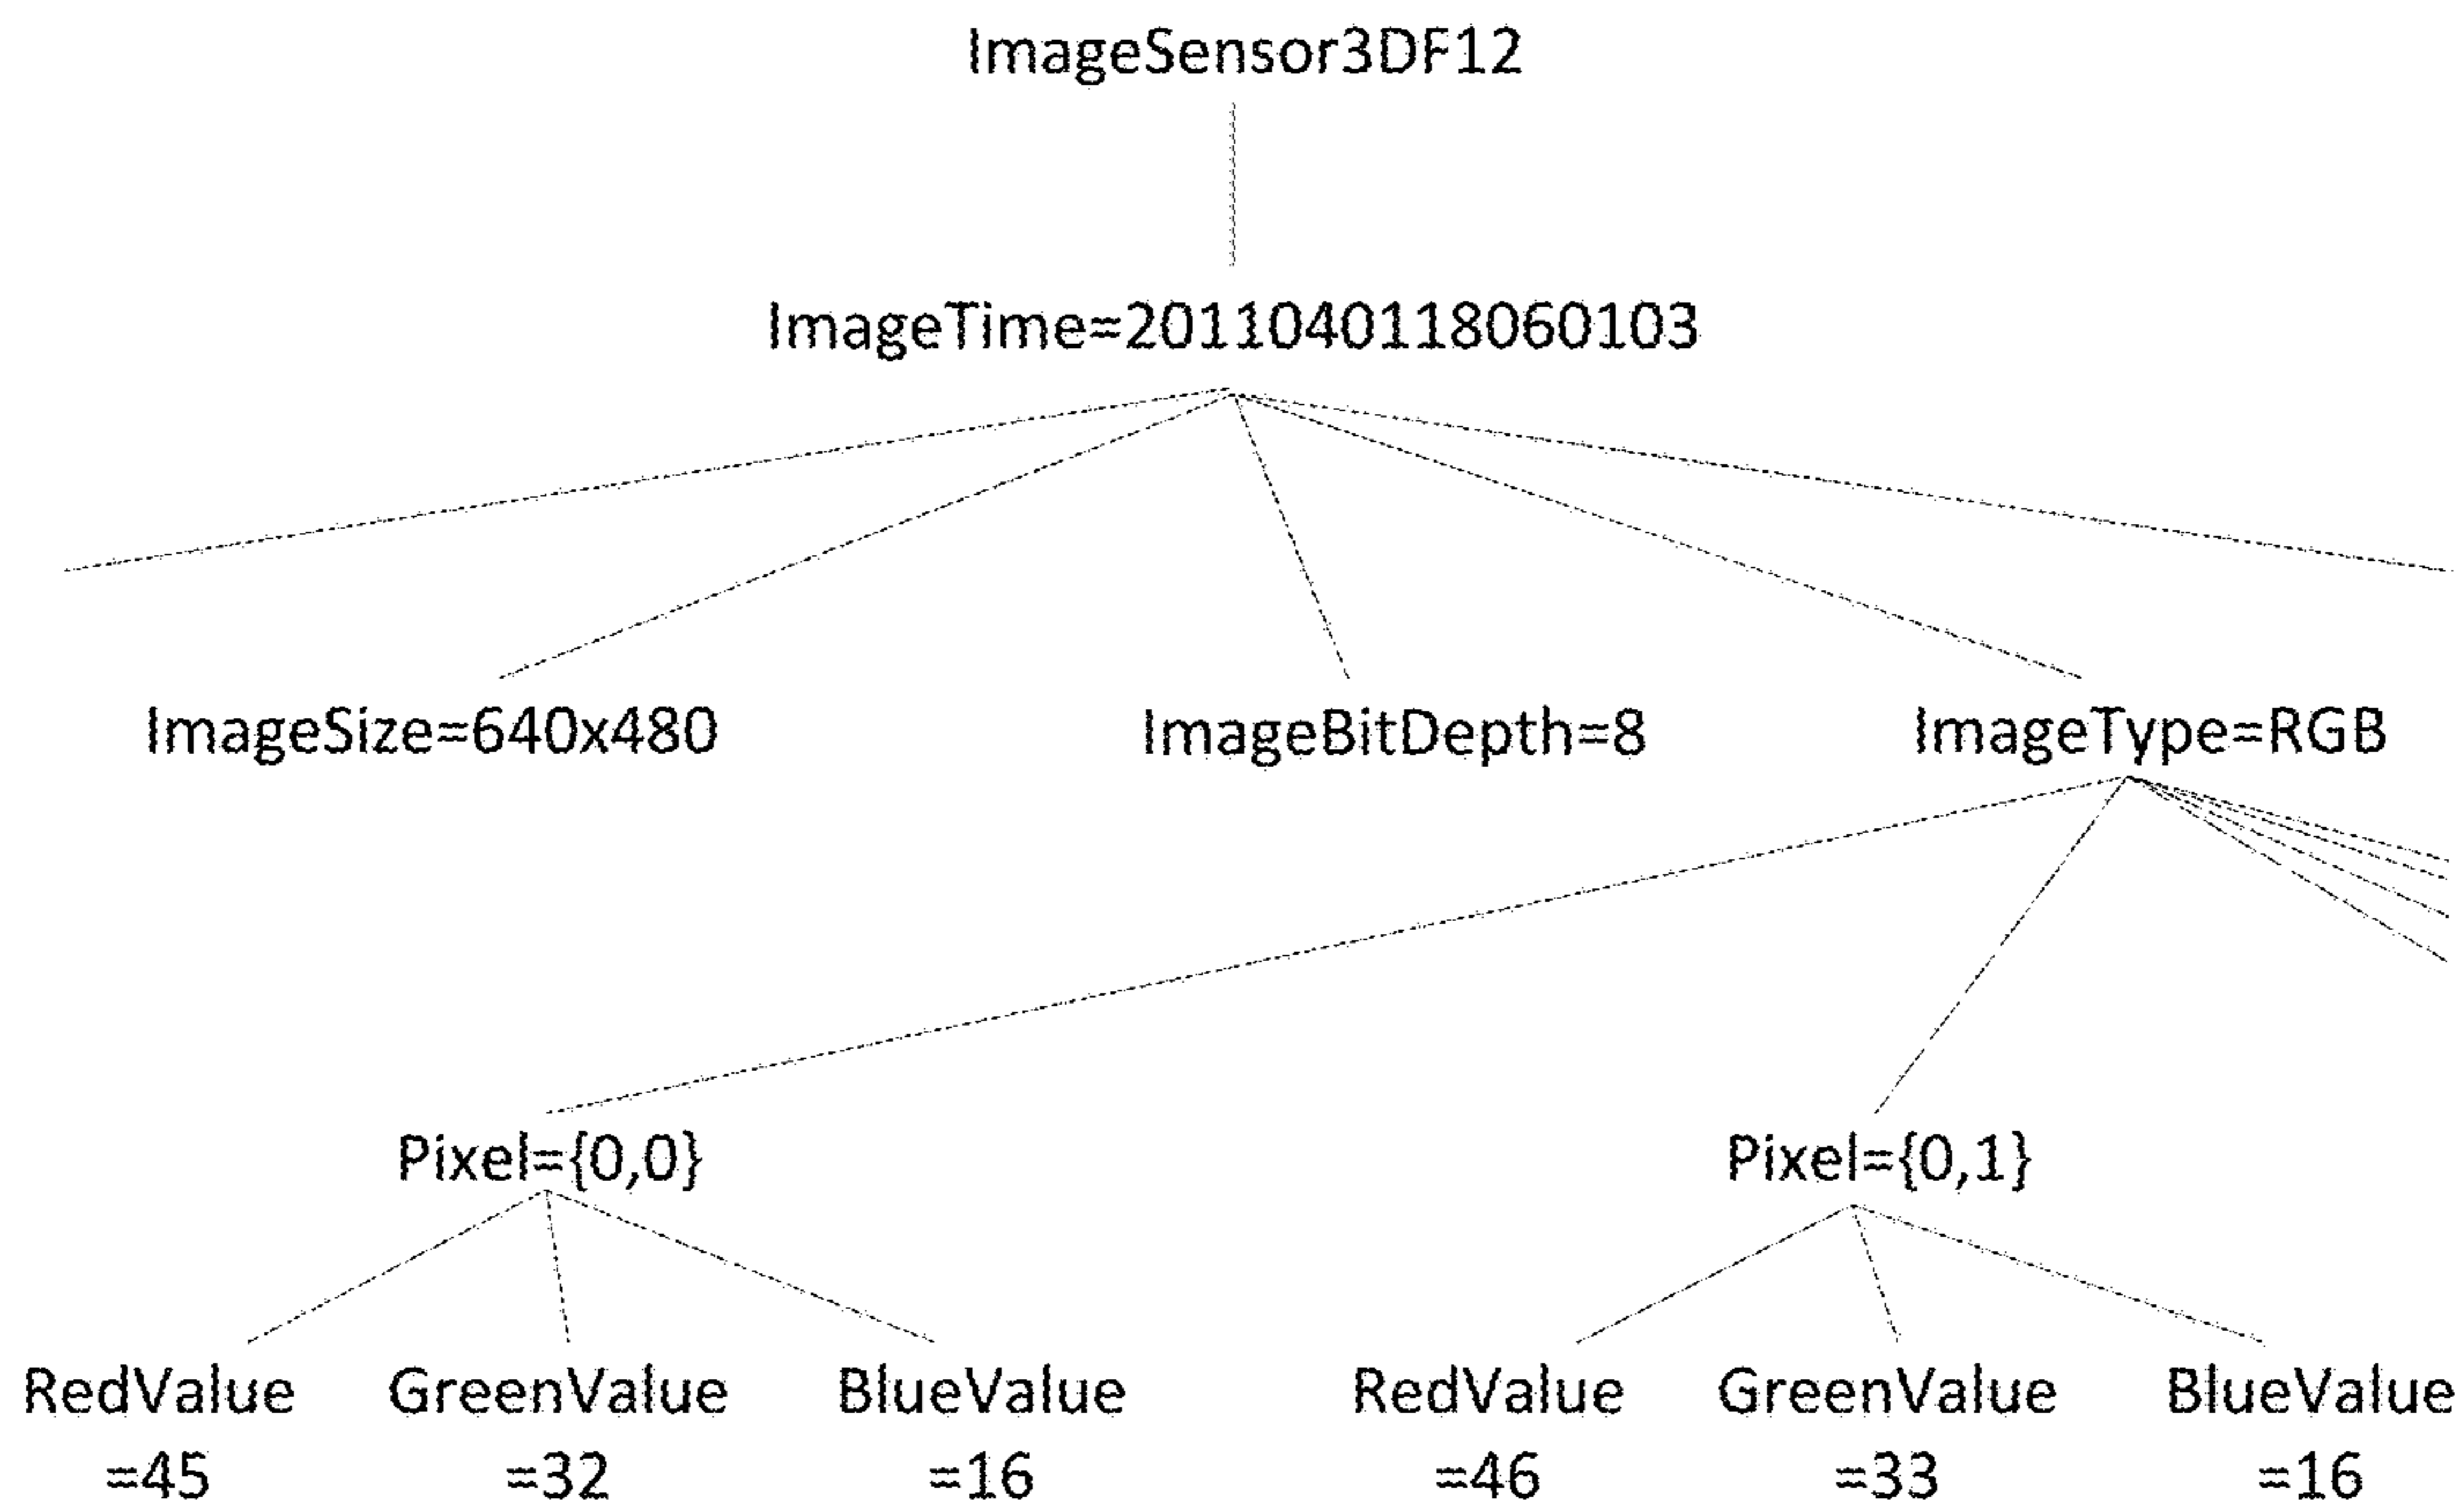 ImageSensor3DF12
ImageTime=2011040118060103
ImageSize=640x480 ImageBitDepth=8 ImageType=RGB
Pixel={0,0} Pixel={0,1}
RedValue GreenValue BlueValue RedValue GreenValue BlueValue
=45 =32 =16 =46 =33 =16